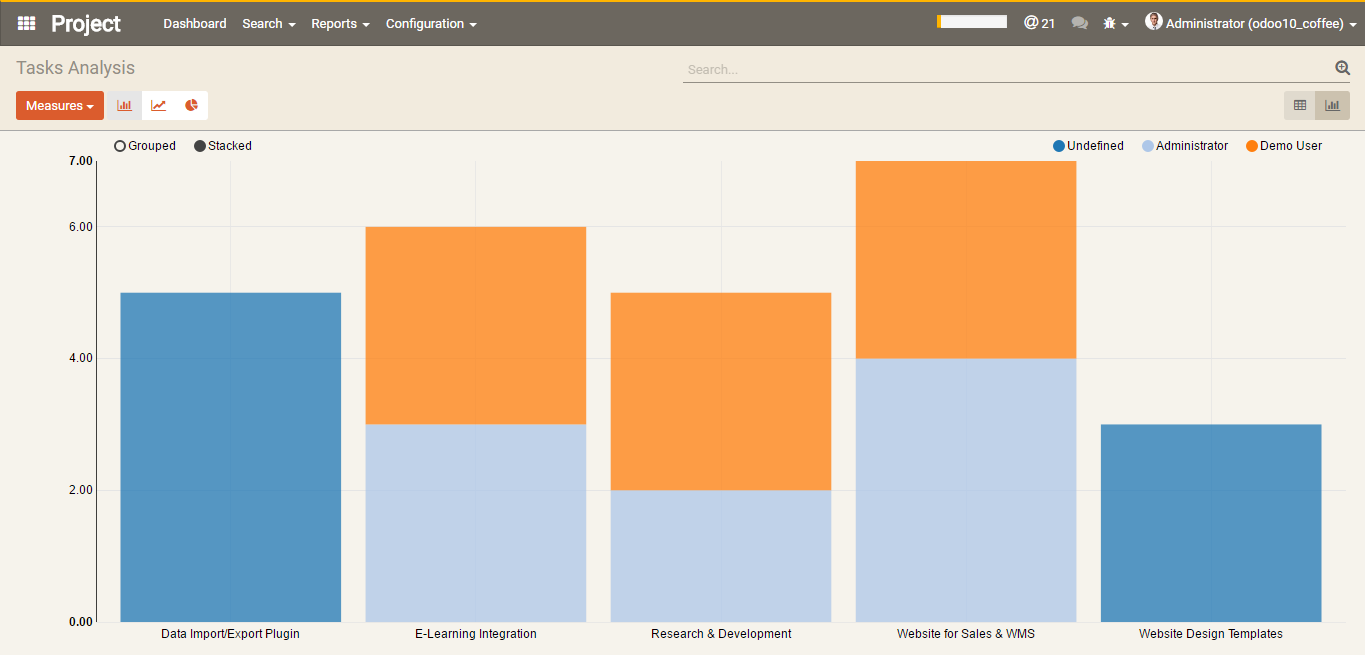 Project Dashboard Search Reports Configuration @ 21 Administrator (odoo10_coffee)
Tasks Analysis
Search...
Measures
Grouped Stacked Undefined Administrator Demo User
7.00
6.00
4.00
2.00
0.00
Data Import/Export Plugin E-Learning Integration Research & Development Website for Sales & WMS Website Design Templates